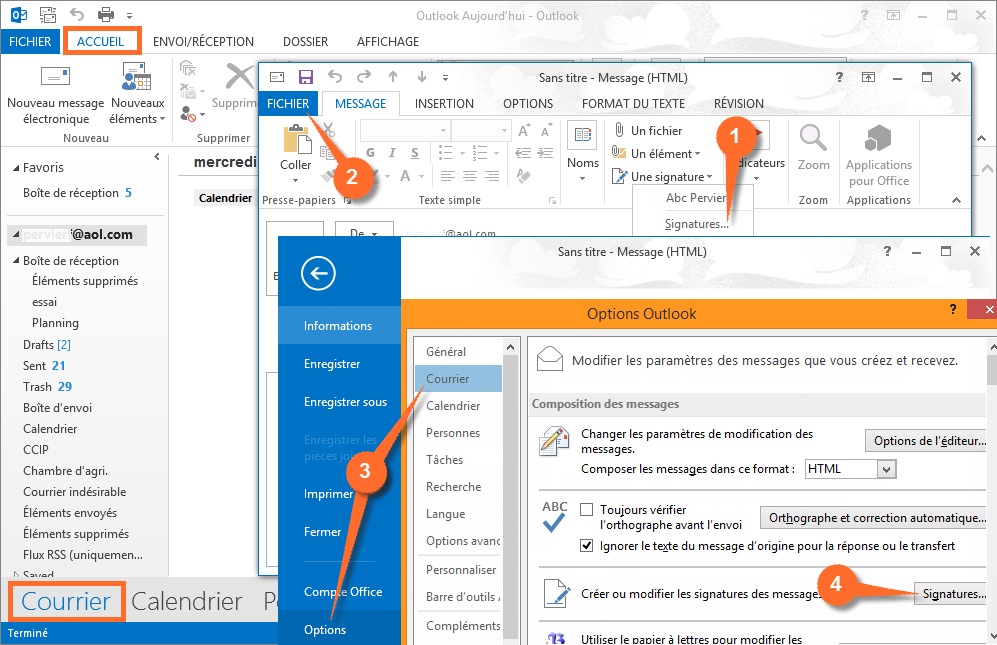 Outlook Aujourd'hui - Outlook
FICHIER
ACCUEIL
ENVOI/RÉCEPTION
DOSSIER
AFFICHAGE
Nouveau message
électronique
Nouveaux
éléments
Nouveau
Supprimer
Favoris
Boîte de réception 5
@aol.com
Boîte de réception
Éléments supprimés
essai
Planning
Drafts [2]
Sent 21
Trash 29
Boîte d'envoi
Calendrier
CCIP
Chambre d'agri.
Courrier indésirable
Éléments envoyés
Éléments supprimés
Flux RSS (uniquemen...
Saved
Courrier
Calendrier
Terminé
mercredi
Calendrier
Sans titre - Message (HTML)
?
FICHIER
MESSAGE
INSERTION
OPTIONS
FORMAT DU TEXTE
RÉVISION
Coller
Presse-papiers
G I S
A
Texte simple
Noms
Un fichier
Un élément
Une signature
1
2
Zoom
Zoom
Applications
pour Office
Applications
Abc Pervier
Signatures...
De
@aol.com
Sans titre - Message (HTML)
?
Informations
Enregistrer
Enregistrer sous
Enregistrer les
Imprimer
Fermer
Compte Office
Options
3
Options Outlook
?
Général
Courrier
Calendrier
Personnes
Tâches
Recherche
Langue
Options avanc
Personnaliser
Barre d'outils
Compléments
Modifier les paramètres des messages que vous créez et recevez.
Composition des messages
Changer les paramètres de modification des
messages.
Options de l'éditeur...
Composer les messages dans ce format :
HTML
ABC
Toujours vérifier
l'orthographe avant l'envoi
Orthographe et correction automatique...
Ignorer le texte du message d'origine pour la réponse ou le transfert
Créer ou modifier les signatures des messages
4
Signatures...
Utiliser le papier à lettres pour modifier les